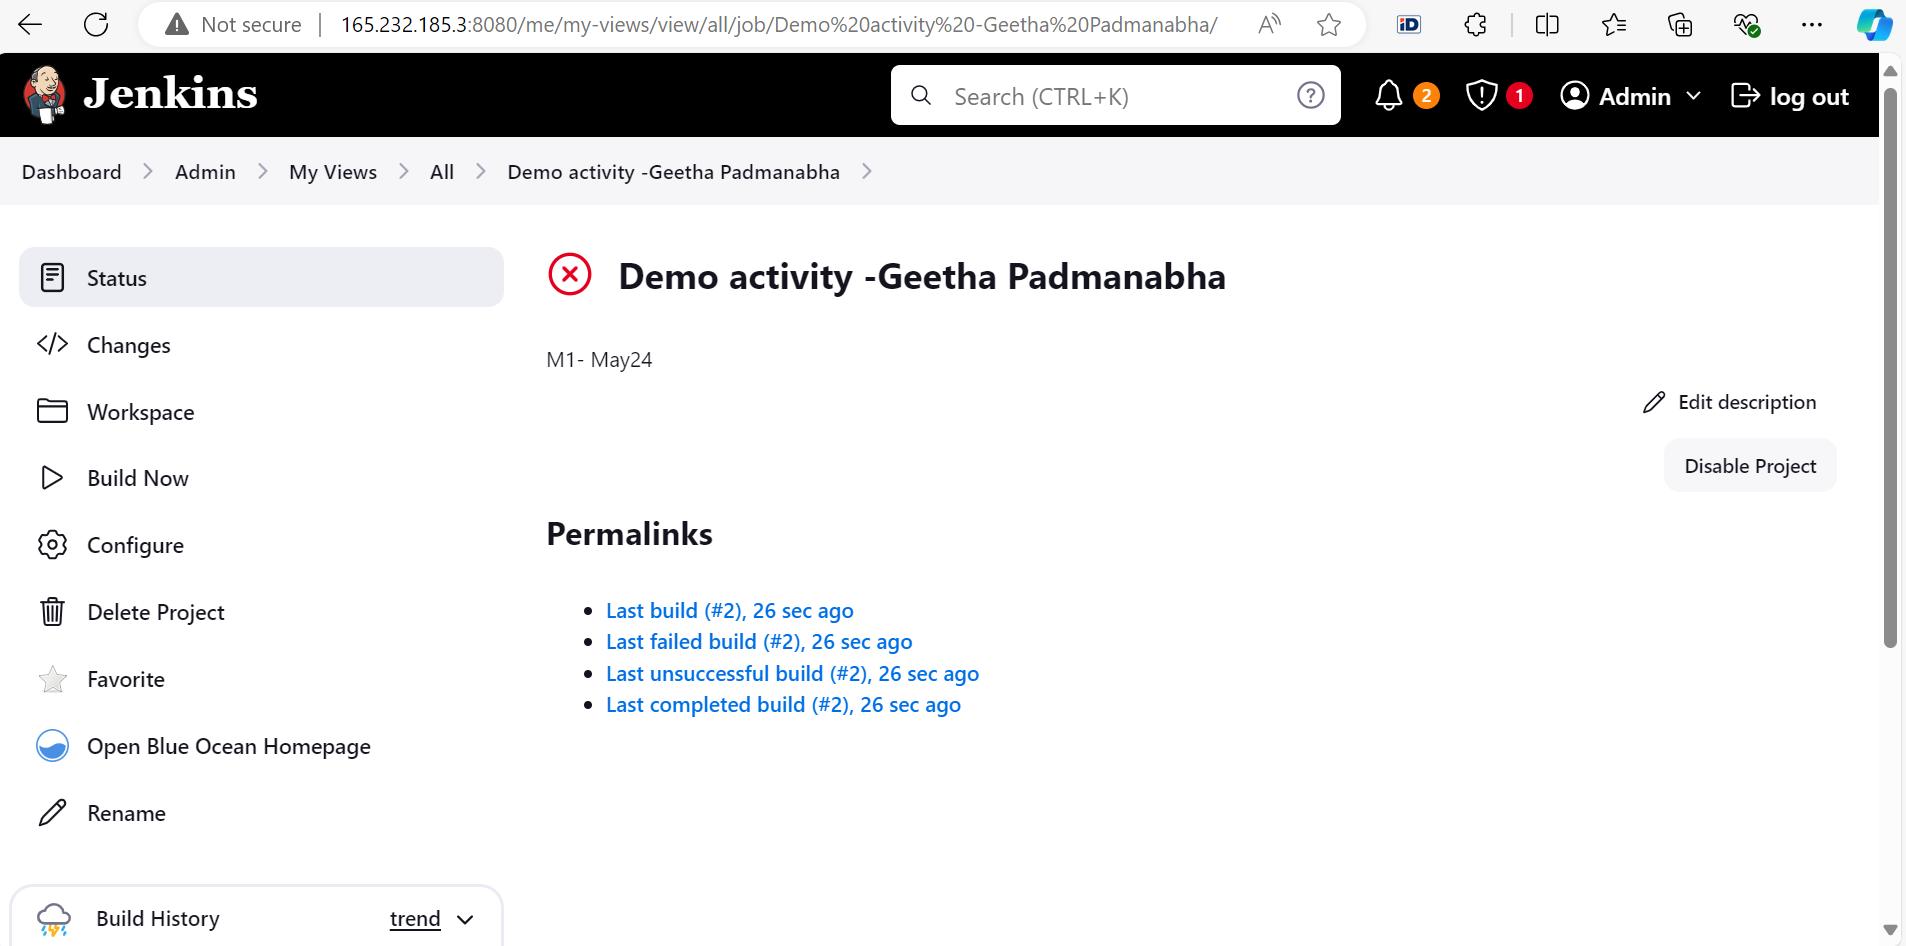 Not secure
165.232.185.3:8080/me/my-views/view/all/job/Demo%20activity%20-Geetha%20Padmanabha/
A
iD
Jenkins
Search (CTRL+K)
?
2
1
Admin
log out
Dashboard
Admin
My Views
All
Demo activity -Geetha Padmanabha
Status
Changes
Workspace
Build Now
Configure
Delete Project
Favorite
Open Blue Ocean Homepage
Rename
Build History
trend
Demo activity -Geetha Padmanabha
M1- May24
Edit description
Disable Project
Permalinks
Last build (#2), 26 sec ago
Last failed build (#2), 26 sec ago
Last unsuccessful build (#2), 26 sec ago
Last completed build (#2), 26 sec ago